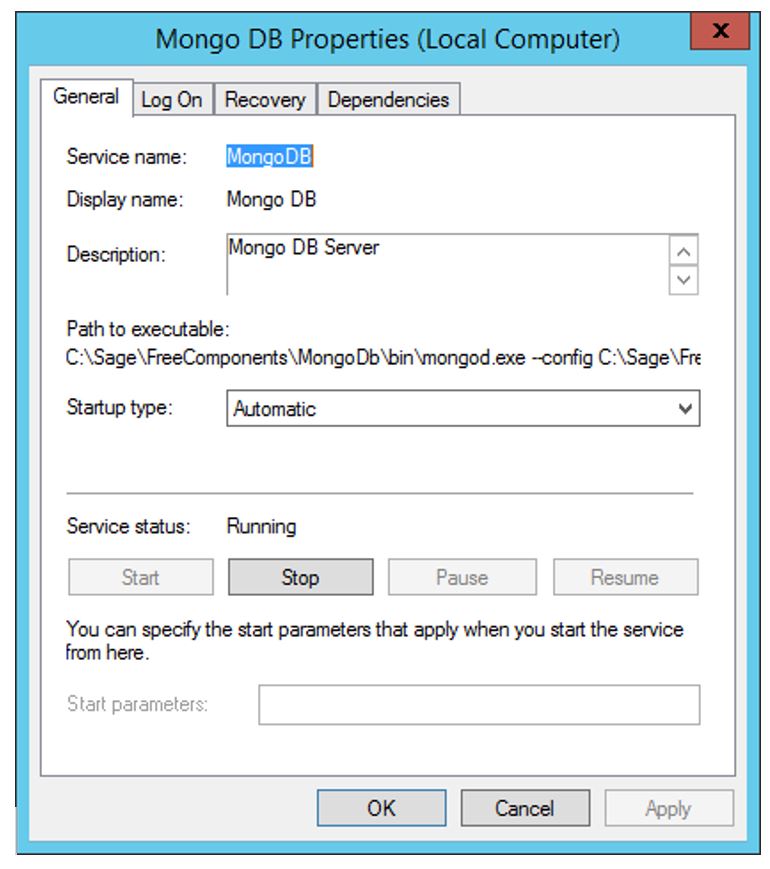 Mongo DB Properties (Local Computer)
x
General Log On Recovery Dependencies
Service name: MongoDB
Display name: Mongo DB
Description: Mongo DB Server
Path to executable:
C:\Sage\FreeComponents\MongoDb\bin\mongod.exe --config C:\Sage\Fre
Startup type: Automatic
Service status: Running
Start Stop Pause Resume
You can specify the start parameters that apply when you start the service
from here.
Start parameters:
OK Cancel Apply